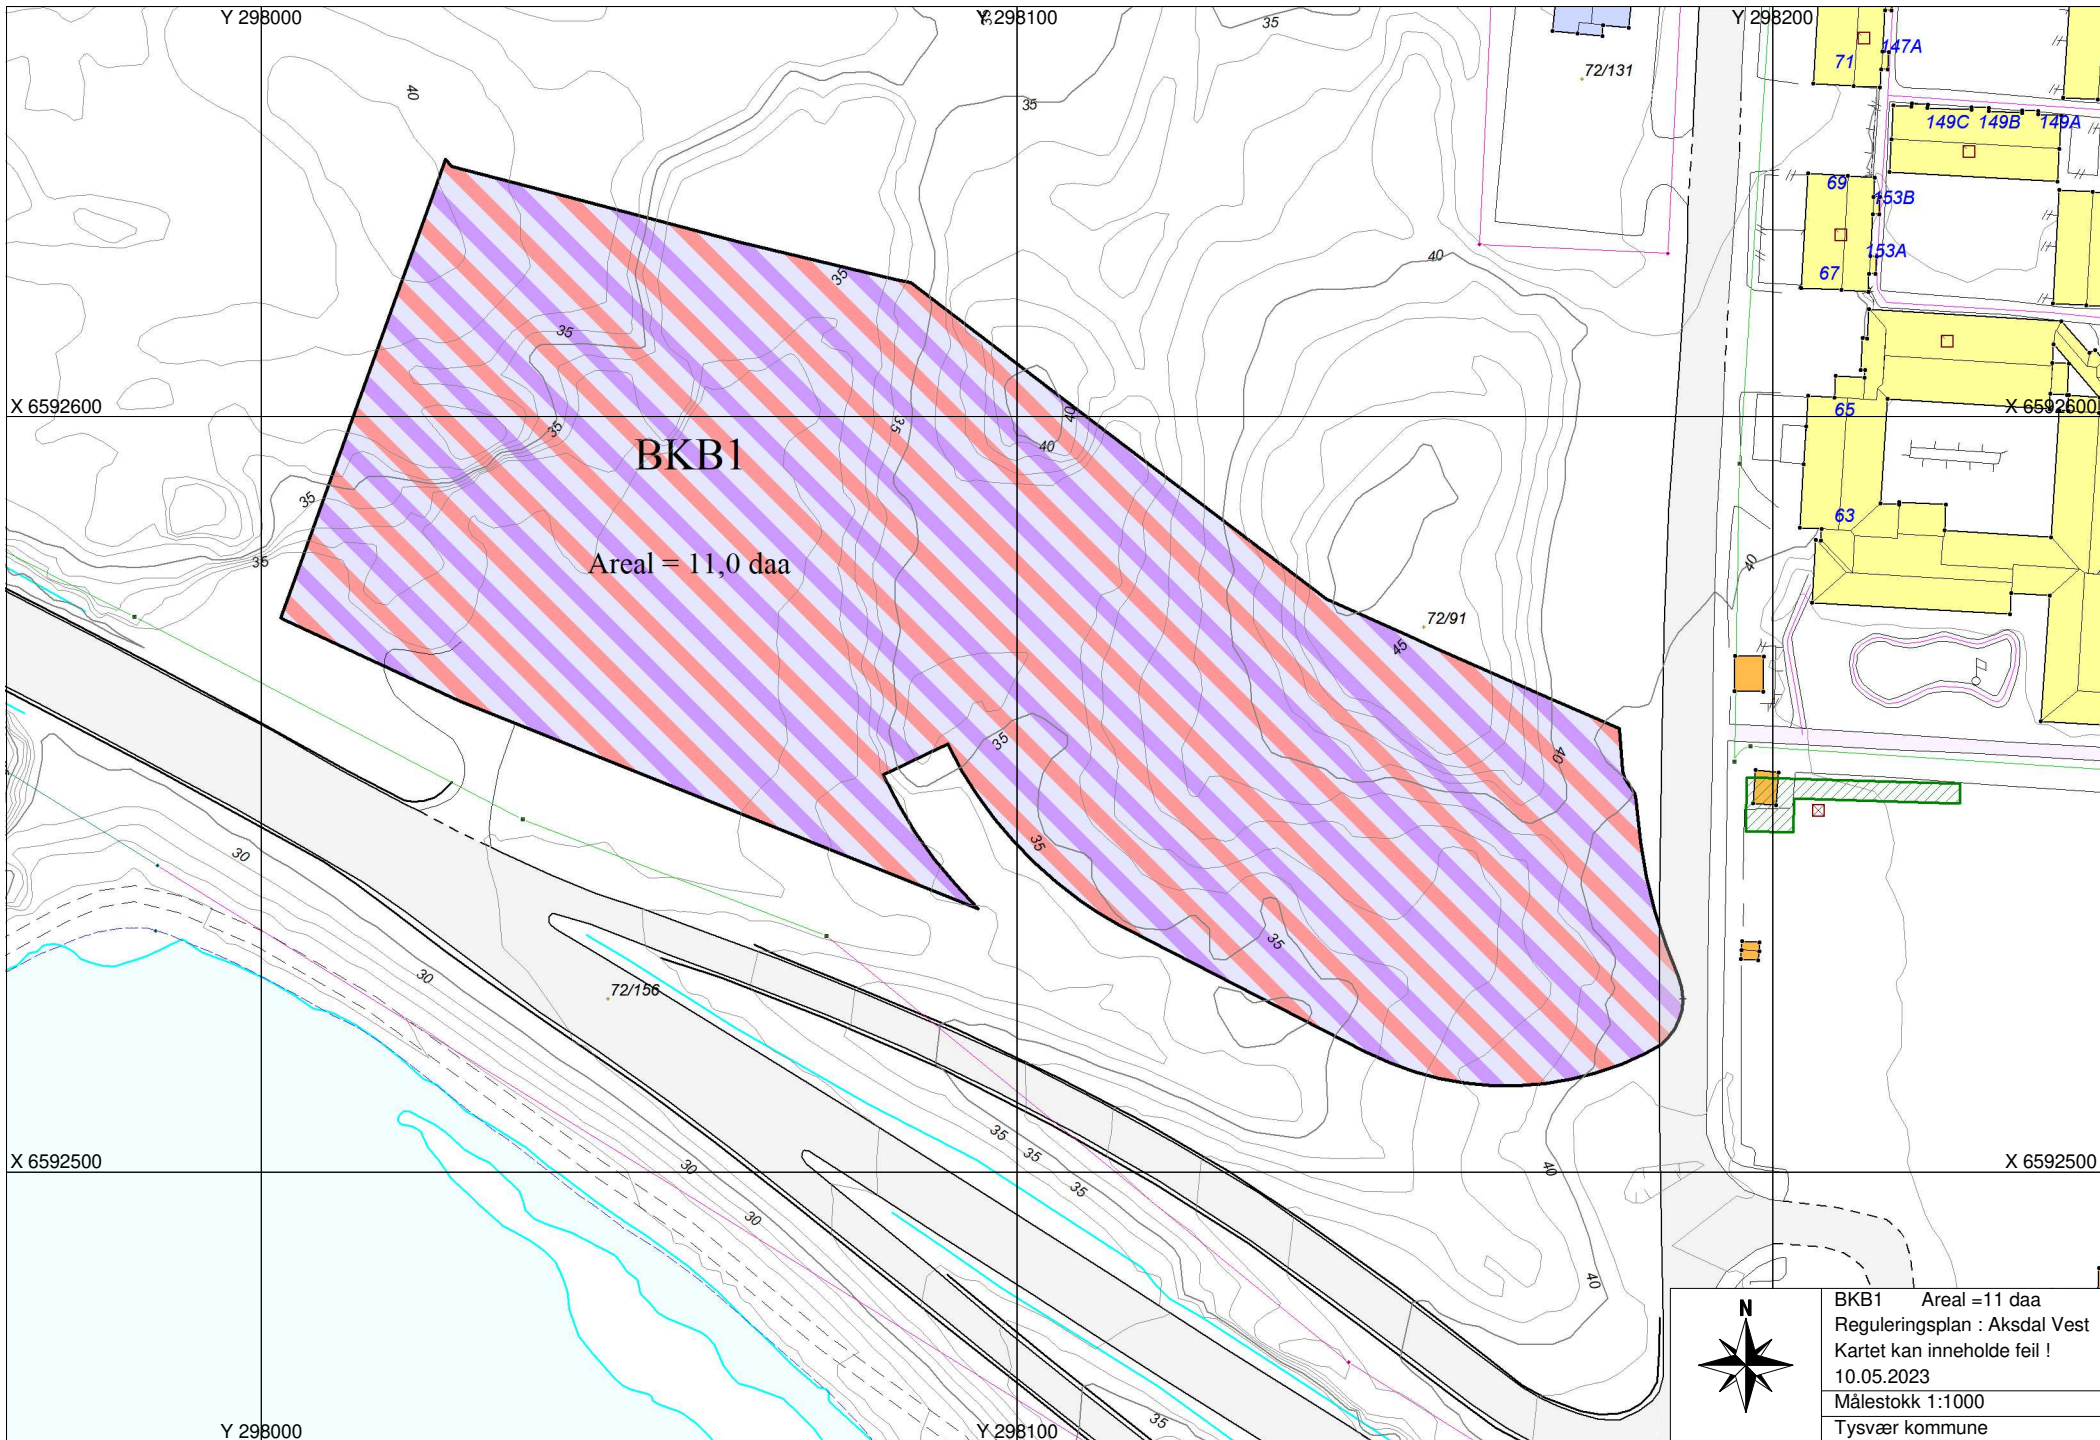 Y 298000
Y 298100
Y 298200
35
35
147A
71
72/131
40
35
149C 149B 149A
69
153B
40
153A
67
35
35
X 6592600
40
35
35
65
X 6592600
40
BKB1
35
63
35
Areal = 11,0 daa
40
72/91
45
35
40
35
30
35
30
72/156
35
35
35
30
40
X 6592500
X 6592500
35
30
40
BKB1 Areal =11 daa
N
Reguleringsplan : Aksdal Vest
Kartet kan inneholde feil !
10.05.2023
Målestokk 1:1000
35
Tysvær kommune
Y 298000
Y 298100